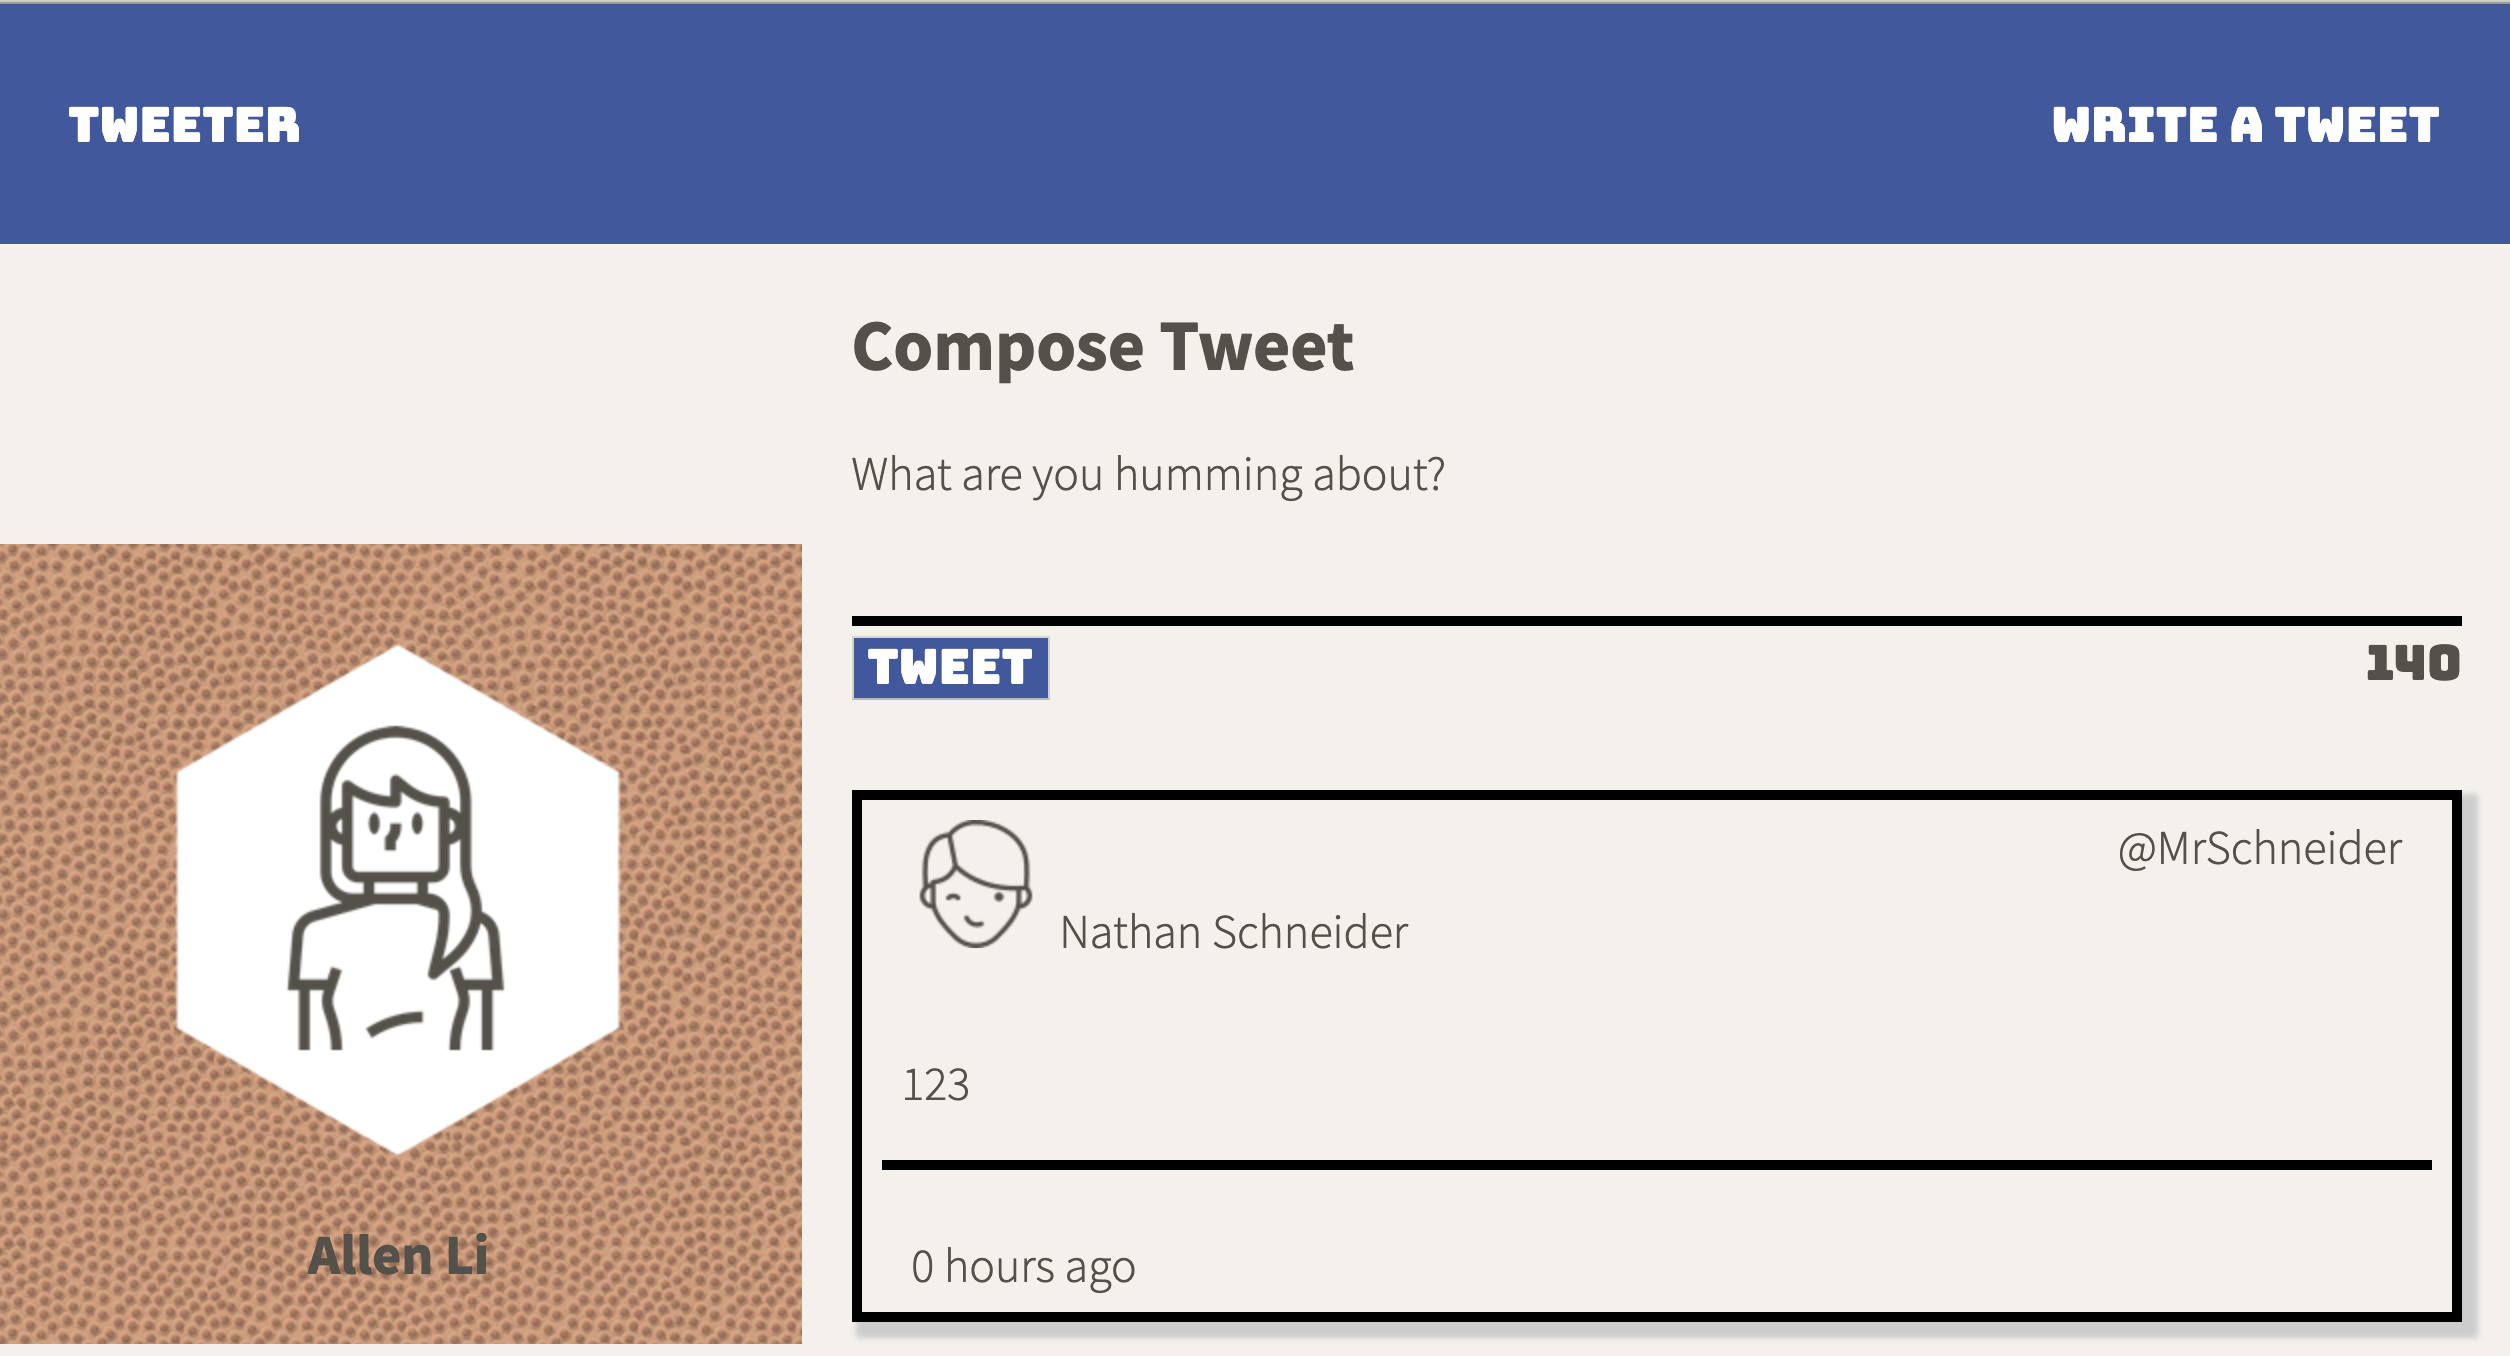 TWEETER
WRITE A TWEET
Compose Tweet
What are you humming about?
TWEET
140
Allen Li
@MrSchneider
Nathan Schneider
123
0 hours ago